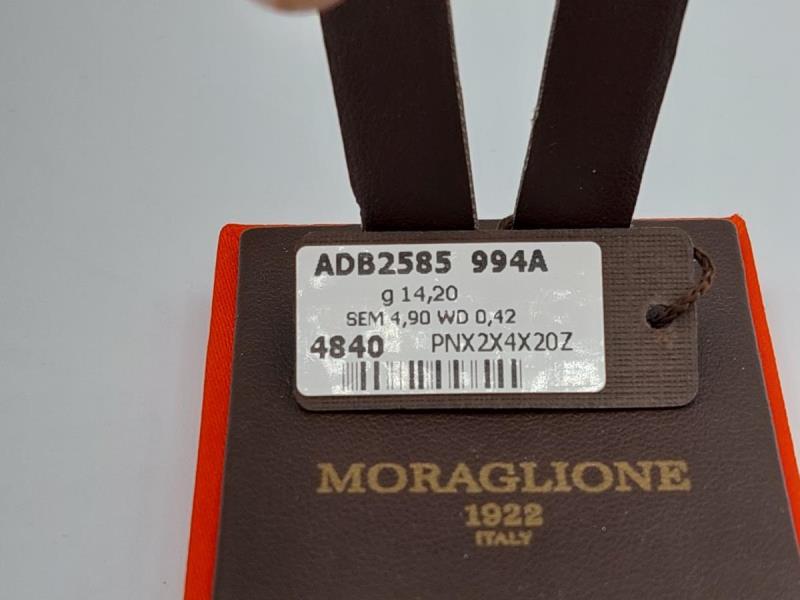 ADB2585 994A
g 14,20
SEM 4,90 WD 0,42
4840 PNX2X4X20Z
MORAGLIONE
1922
ITALY